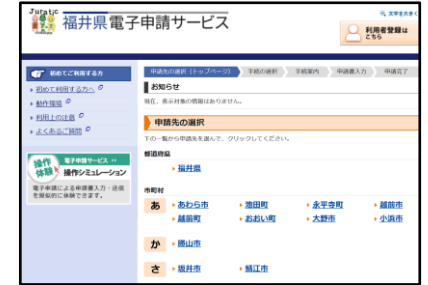 Juratic
福井県電子申請サービス
文字を大きく
利用者登録は
こちら
初めてご利用する方
初めて利用する方へ
動作環境
利用上の注意
よくあるご質問
操作
体験
電子申請サービス
操作シミュレーション
電子申請による申請書入力・送信
を擬似的に体験できます。
申請先の選択(トップページ)
手続の選択
手続案内
申請書入力
申請完了
お知らせ
現在、表示対象の情報はありません。
申請先の選択
下の一覧から申請先を選んで、クリックしてください。
都道府県
福井県
市町村
あ
あわら市
池田町
永平寺町
越前市
越前町
おおい町
大野市
小浜市
か
勝山市
さ
坂井市
鯖江市